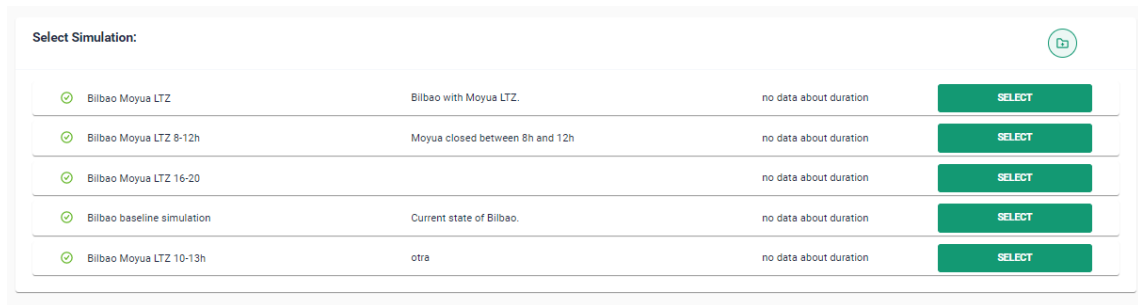 Select Simulation:
Bilbao Moyua LTZ Bilbao with Moyua LTZ. no data about duration SELECT
Bilbao Moyua LTZ 8-12h Moyua closed between 8h and 12h no data about duration SELECT
Bilbao Moyua LTZ 16-20 no data about duration SELECT
Bilbao baseline simulation Current state of Bilbao. no data about duration SELECT
Bilbao Moyua LTZ 10-13h otra no data about duration SELECT